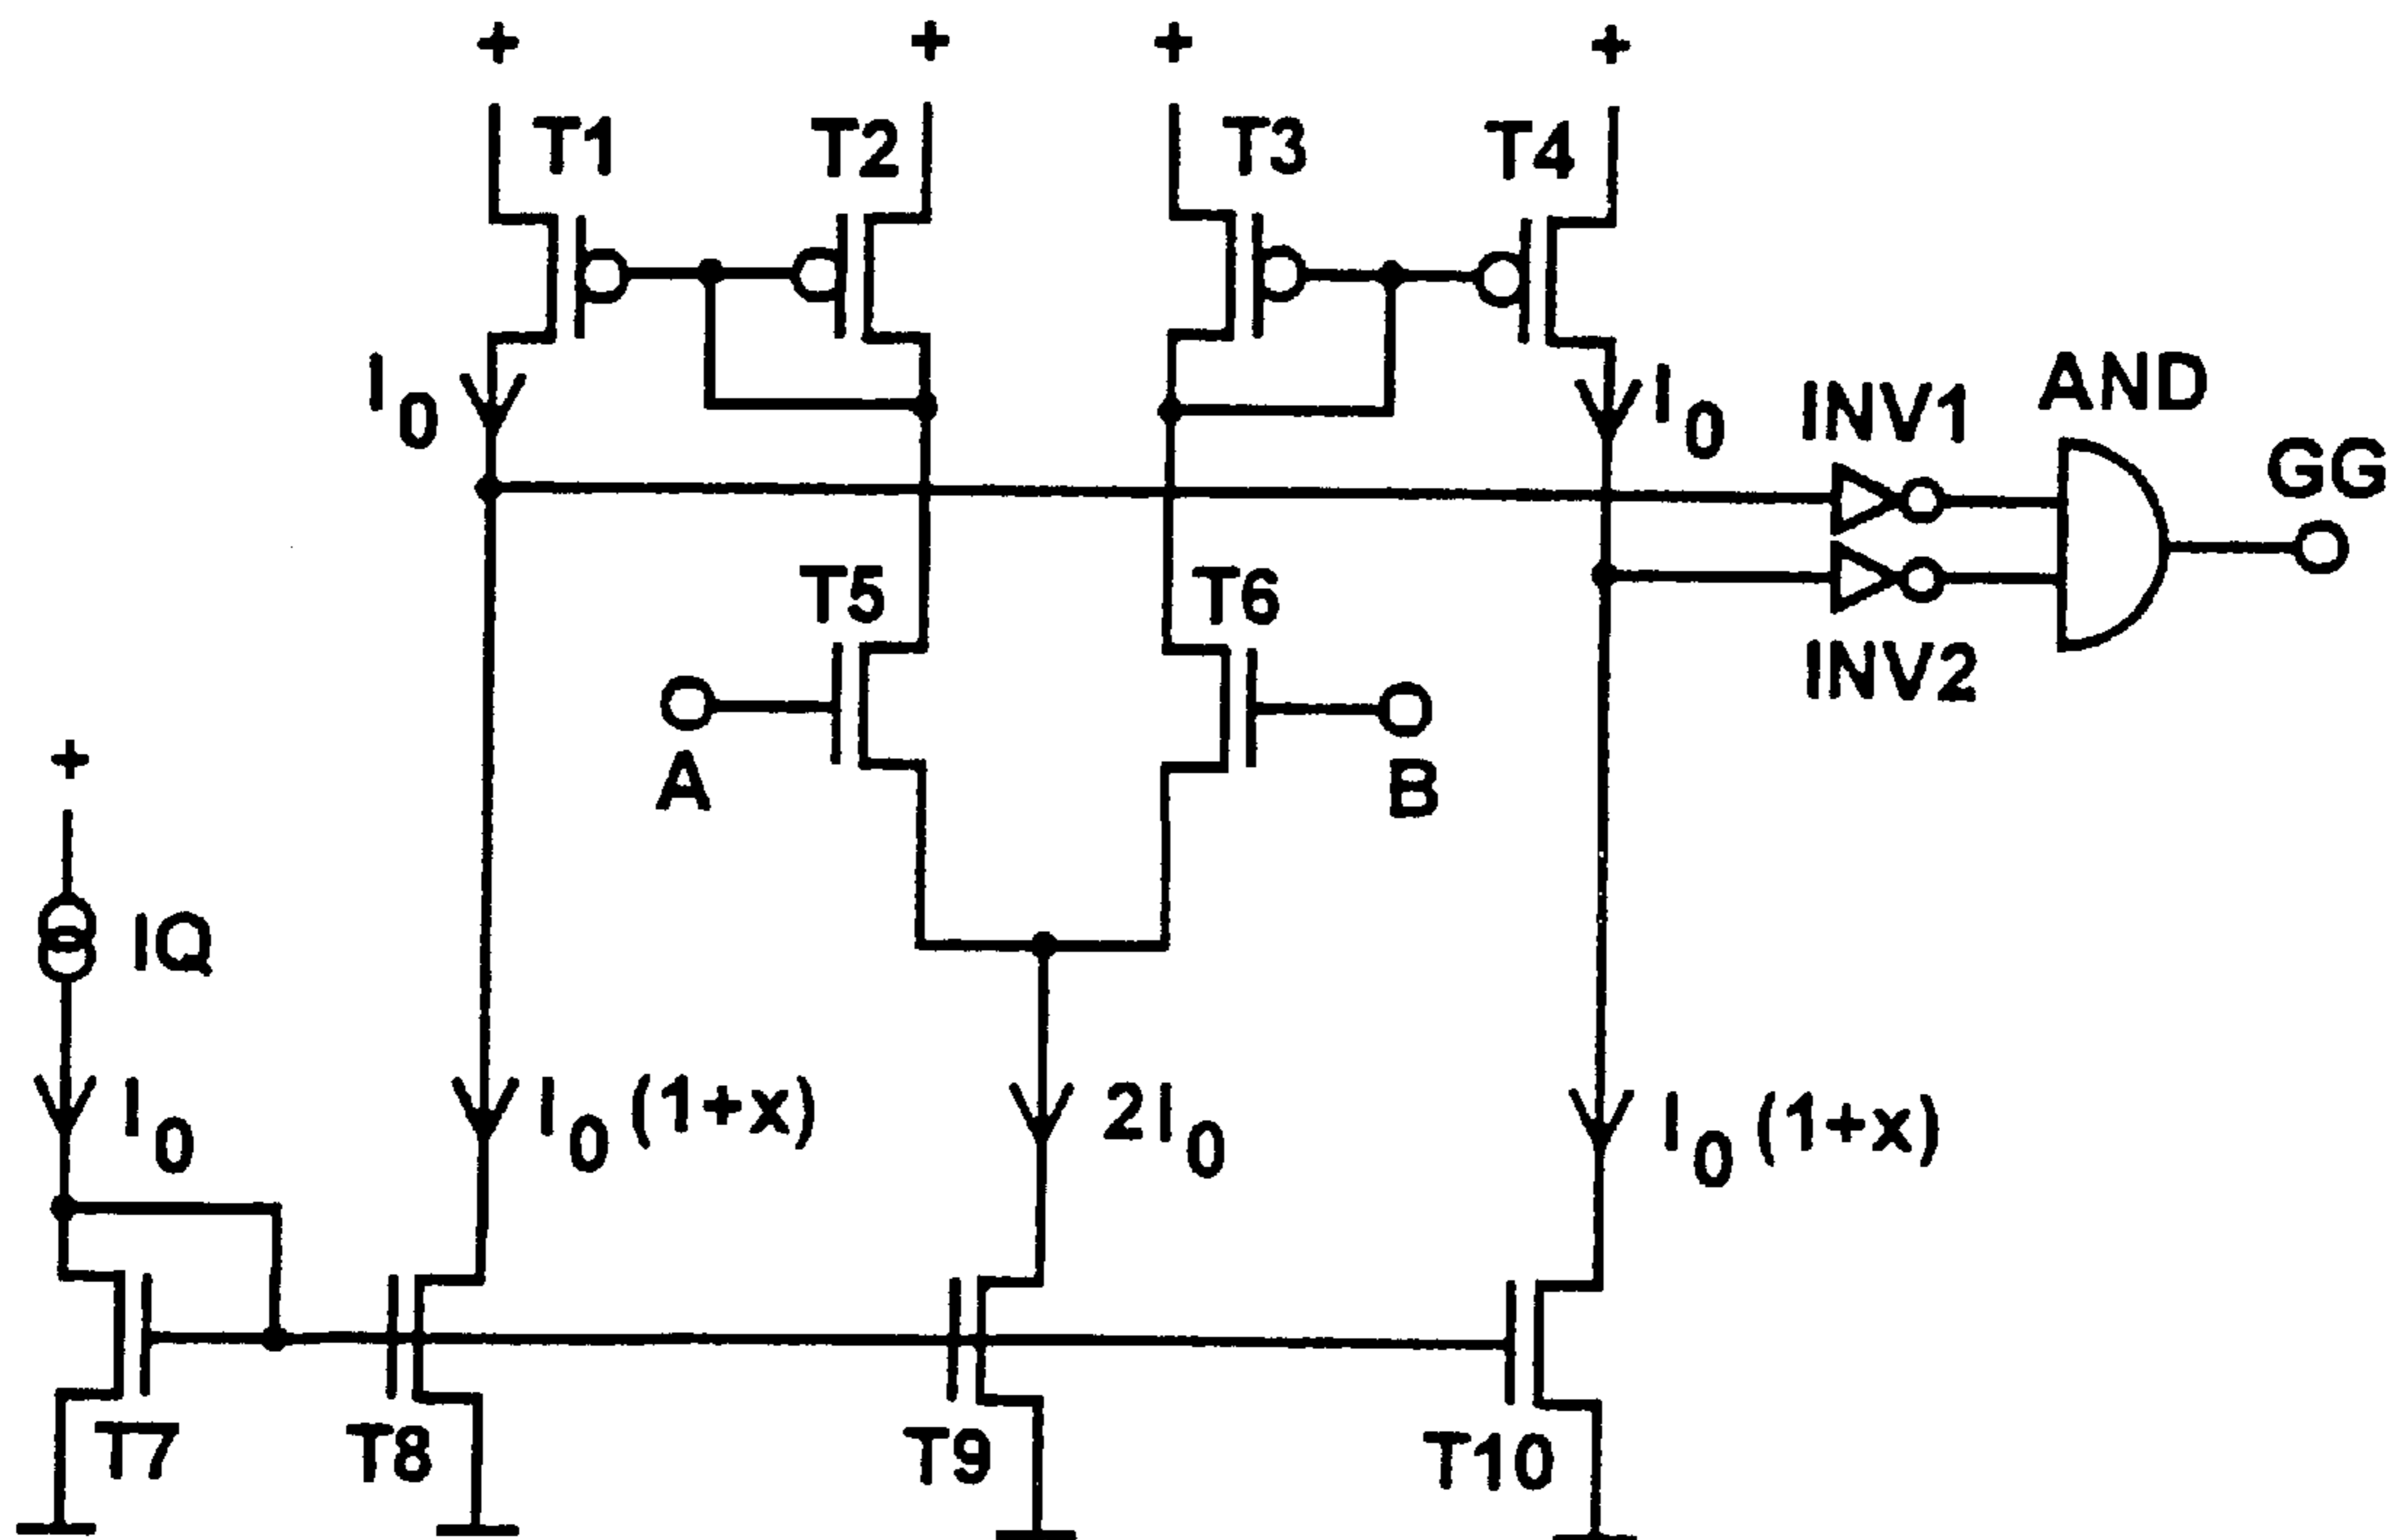 + + + +
T1 T2 T3 T4
I0 I0 INV1 AND
GG
T5 T6
INV2
A B
+
IQ
I0 I0 (1+x) 2I0 I0 (1+x)
T7 T8 T9 T10